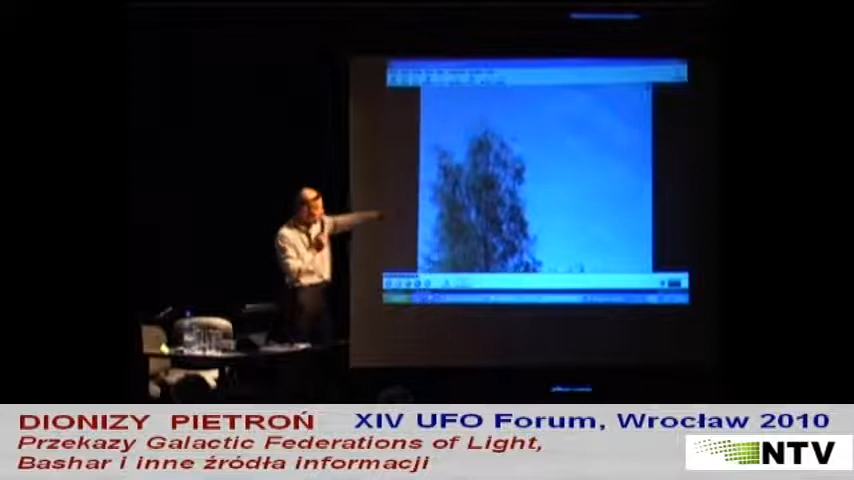 DIONIZY PIETROŃ XIV UFO Forum, Wrocław 2010
Przekazy Galactic Federations of Light,
Bashar i inne źródła informacji
NTV